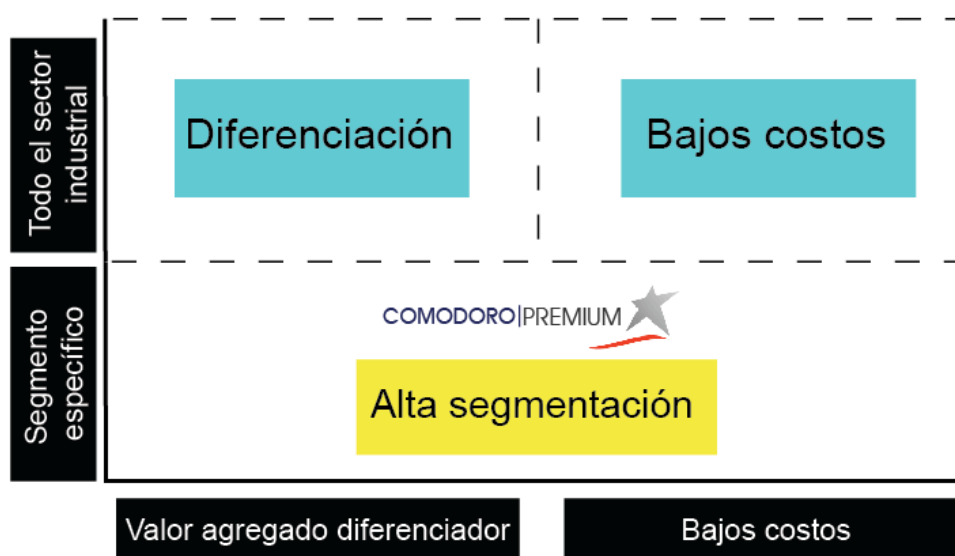 Todo el sector
industrial
Diferenciación
Bajos costos
Segmento
específico
COMODORO|PREMIUM
Alta segmentación
Valor agregado diferenciador
Bajos costos